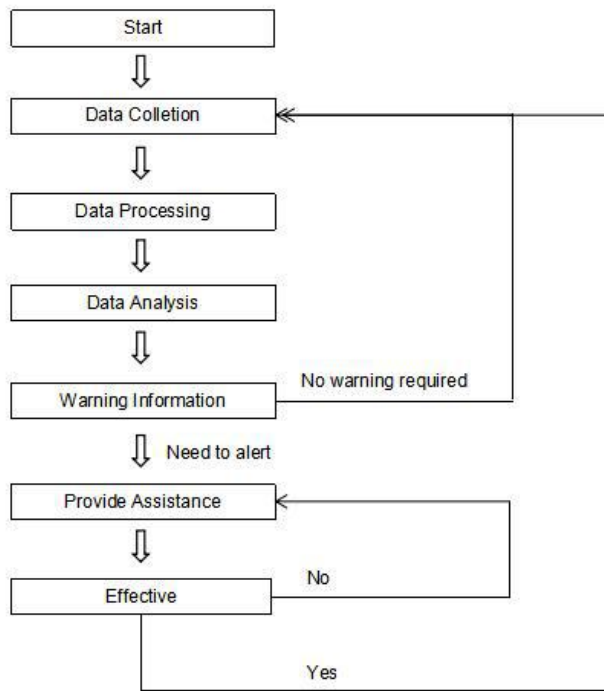 Start
Data Colletion
Data Processing
Data Analysis
Warning Information
No warning required
Need to alert
Provide Assistance
Effective
No
Yes